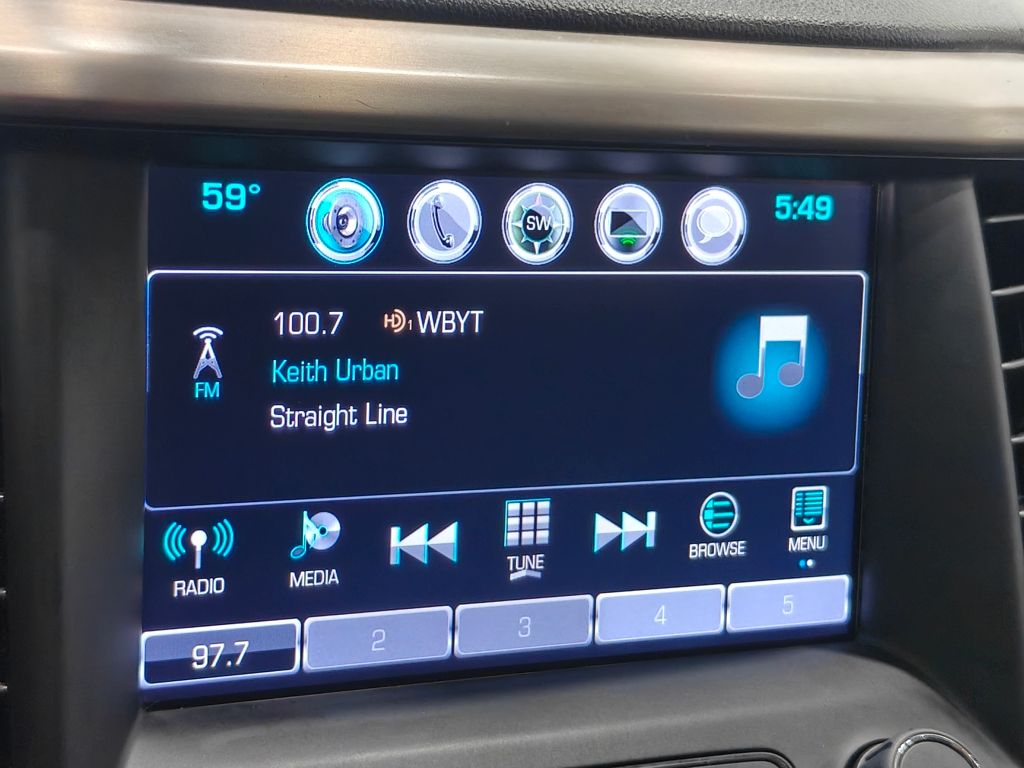 59°
SW
5:49
100.7 HD1 WBYT
FM
Keith Urban
Straight Line
RADIO
MEDIA
TUNE
BROWSE
MENU
97.7
2
3
4
5